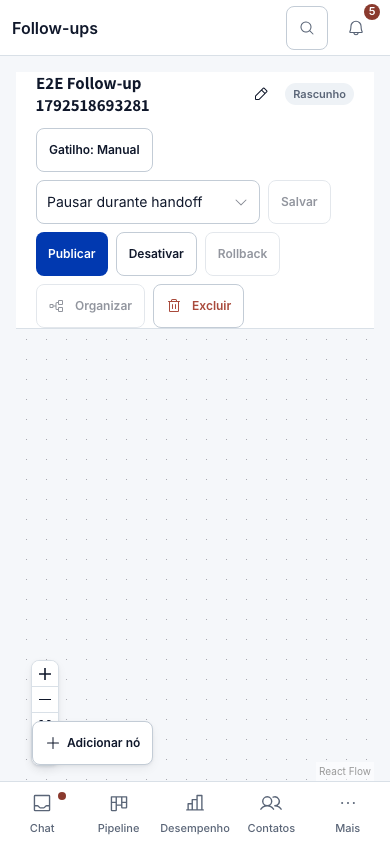 Follow-ups
5
E2E Follow-up
1792518693281
Rascunho
Gatilho: Manual
Pausar durante handoff
Salvar
Publicar
Desativar
Rollback
Organizar
Excluir
Adicionar nó
React Flow
Chat
Pipeline
Desempenho
Contatos
Mais